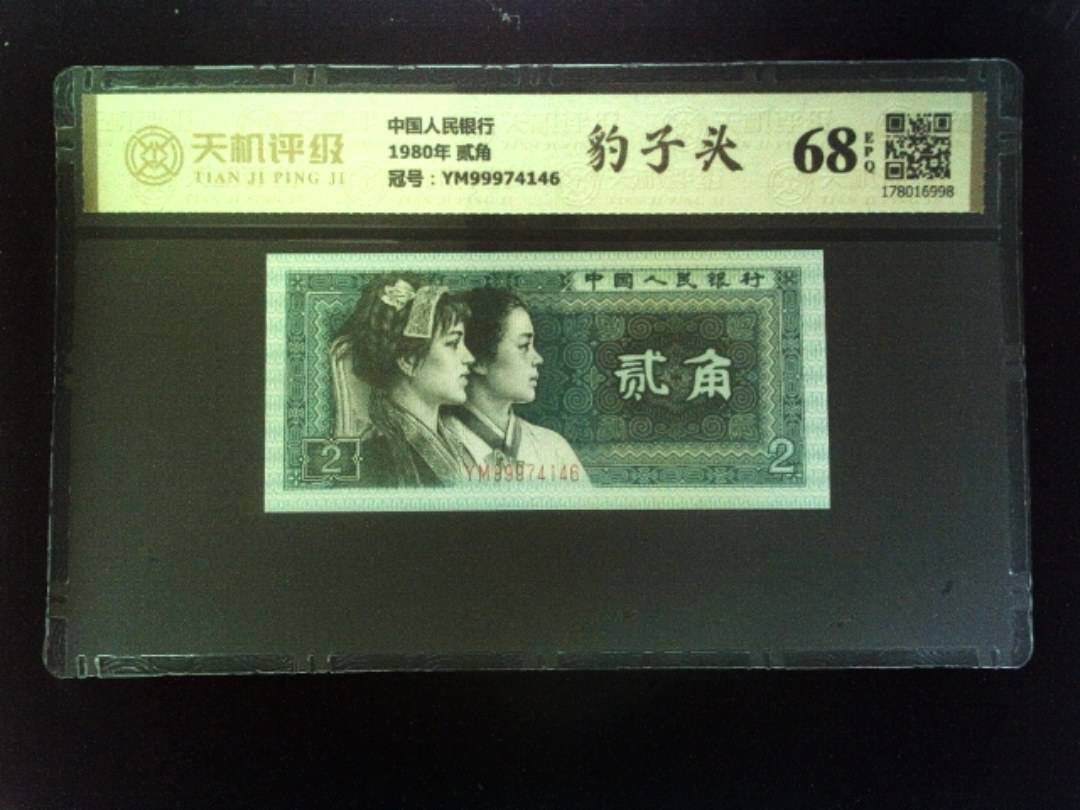 天机评级
TIAN JI PING JI
中国人民银行
1980年 贰角
冠号：YM99974146
豹子头
68
EPQ
178016998
中國人民银行
贰角
2
2
YM99974146